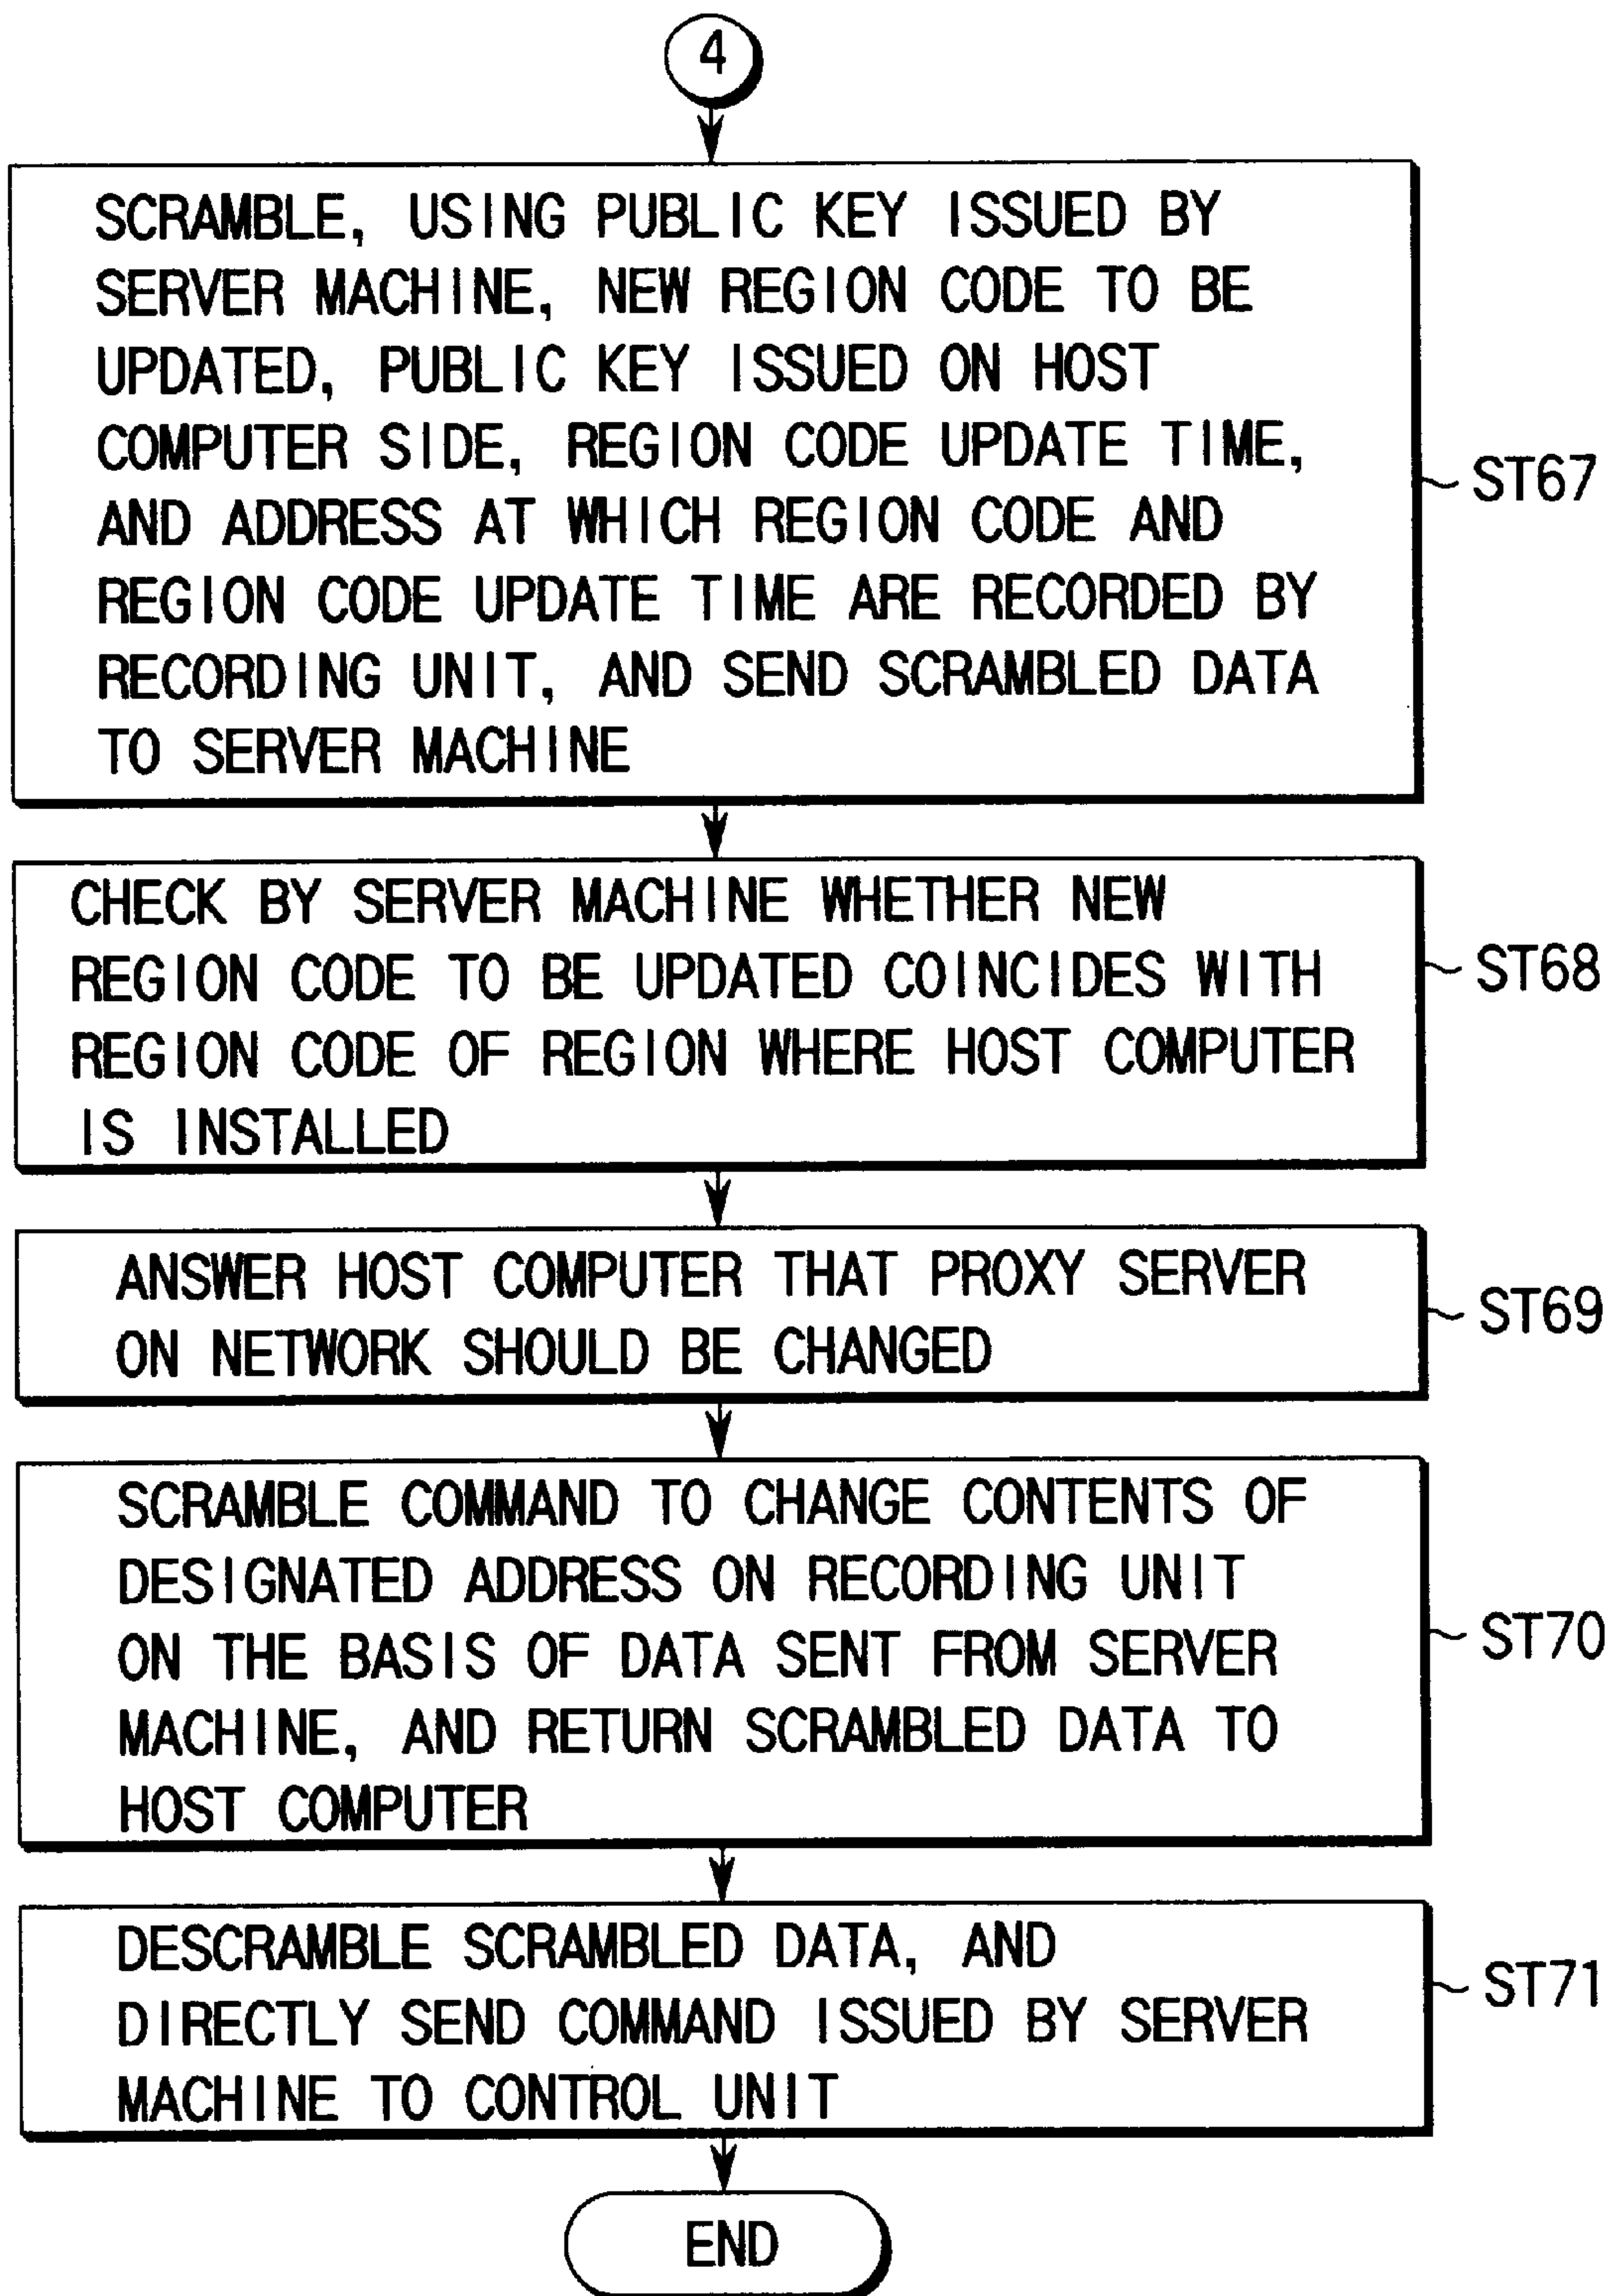 4
SCRAMBLE, USING PUBLIC KEY ISSUED BY
SERVER MACHINE, NEW REGION CODE TO BE
UPDATED, PUBLIC KEY ISSUED ON HOST
COMPUTER SIDE, REGION CODE UPDATE TIME,
AND ADDRESS AT WHICH REGION CODE AND
REGION CODE UPDATE TIME ARE RECORDED BY
RECORDING UNIT, AND SEND SCRAMBLED DATA
TO SERVER MACHINE
ST67
CHECK BY SERVER MACHINE WHETHER NEW
REGION CODE TO BE UPDATED COINCIDES WITH
REGION CODE OF REGION WHERE HOST COMPUTER
IS INSTALLED
ST68
ANSWER HOST COMPUTER THAT PROXY SERVER
ON NETWORK SHOULD BE CHANGED
ST69
SCRAMBLE COMMAND TO CHANGE CONTENTS OF
DESIGNATED ADDRESS ON RECORDING UNIT
ON THE BASIS OF DATA SENT FROM SERVER
MACHINE, AND RETURN SCRAMBLED DATA TO
HOST COMPUTER
ST70
DESCRAMBLE SCRAMBLED DATA, AND
DIRECTLY SEND COMMAND ISSUED BY SERVER
MACHINE TO CONTROL UNIT
ST71
END